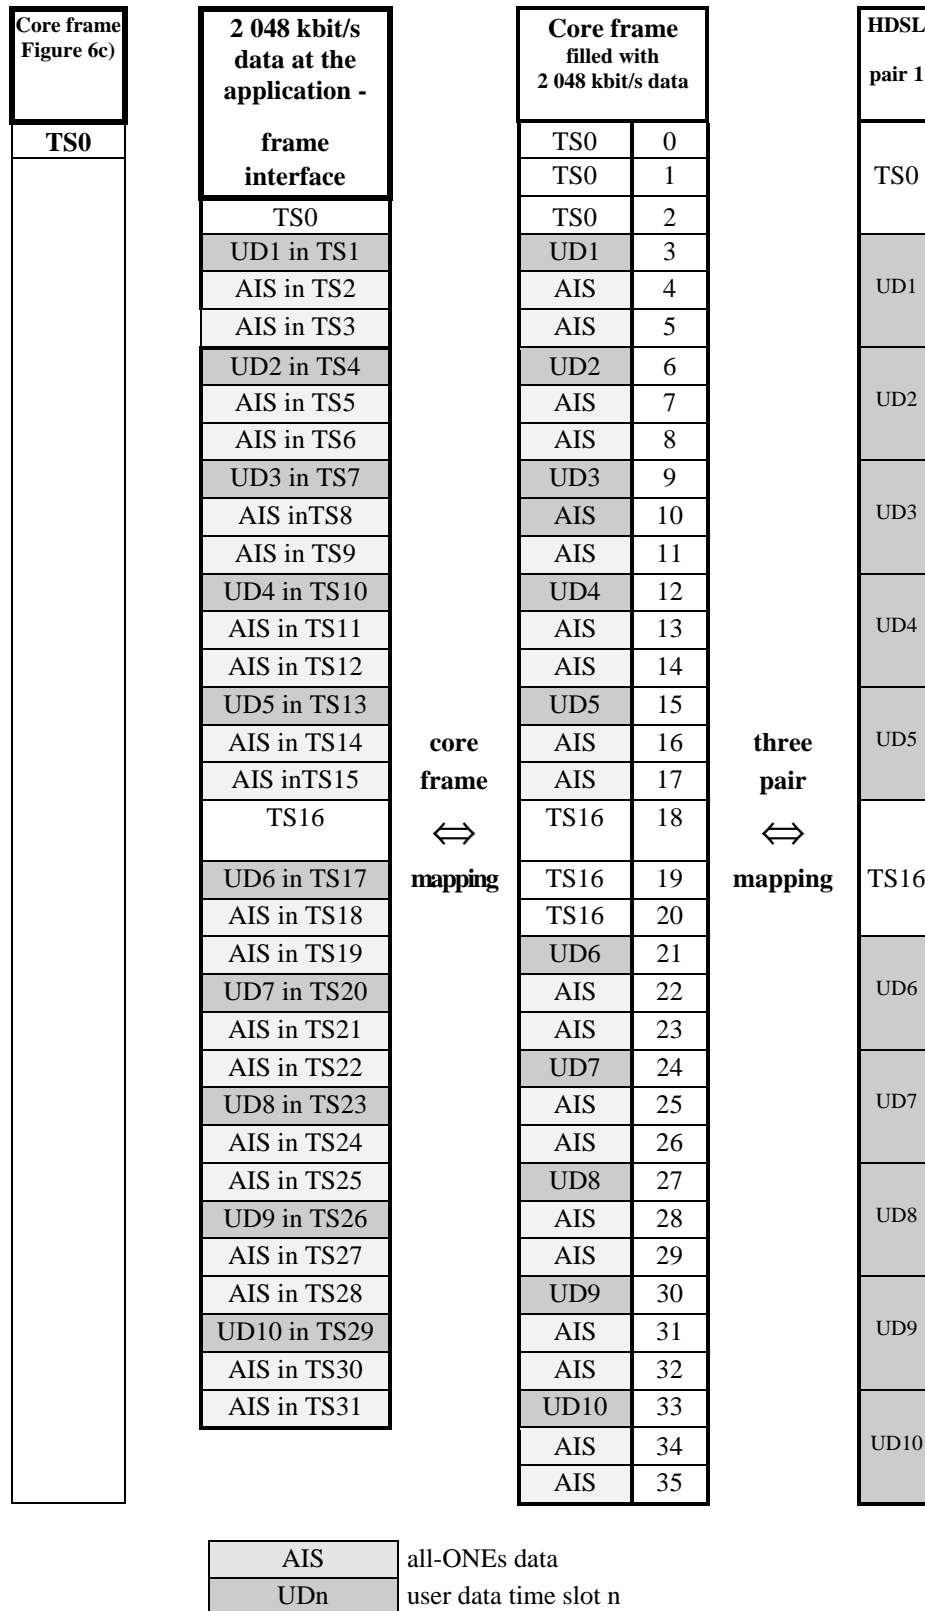 Core frame
Figure 6c)
2 048 kbit/s
data at the
application -
frame
interface
Core frame
filled with
2 048 kbit/s data
HDSL
pair 1
TS0
TS0 0
TS0 1
TS0
TS0 TS0 2
UD1 in TS1 UD1 3
AIS in TS2 AIS 4 UD1
AIS in TS3 AIS 5
UD2 in TS4 UD2 6
AIS in TS5 AIS 7 UD2
AIS in TS6 AIS 8
UD3 in TS7 UD3 9
AIS inTS8 AIS 10 UD3
AIS in TS9 AIS 11
UD4 in TS10 UD4 12
AIS in TS11 AIS 13 UD4
AIS in TS12 AIS 14
UD5 in TS13 UD5 15
AIS in TS14 core AIS 16 three UD5
AIS inTS15 frame AIS 17 pair
TS16 ⇔ TS16 18 ⇔
UD6 in TS17 mapping TS16 19 mapping TS16
AIS in TS18 TS16 20
AIS in TS19 UD6 21
UD7 in TS20 AIS 22 UD6
AIS in TS21 AIS 23
AIS in TS22 UD7 24
UD8 in TS23 AIS 25 UD7
AIS in TS24 AIS 26
AIS in TS25 UD8 27
UD9 in TS26 AIS 28 UD8
AIS in TS27 AIS 29
AIS in TS28 UD9 30
UD10 in TS29 AIS 31 UD9
AIS in TS30 AIS 32
AIS in TS31 UD10 33
AIS 34 UD10
AIS 35
AIS all-ONEs data
UDn user data time slot n